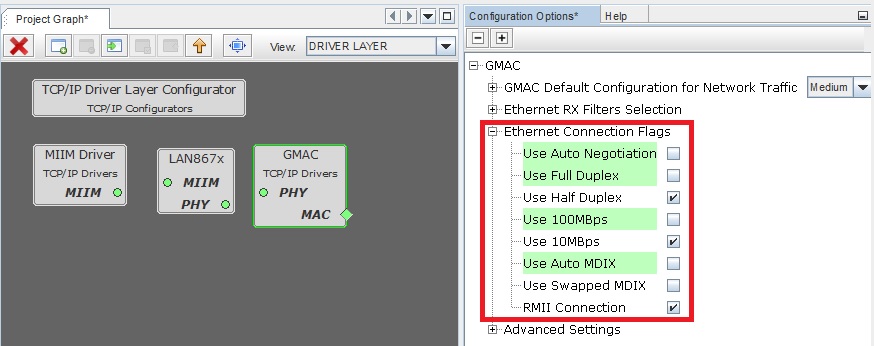 Project Graph*
View: DRIVER LAYER
TCP/IP Driver Layer Configurator
TCP/IP Configurators
MIIM Driver
TCP/IP Drivers
MIIM
LAN867x
MIIM
PHY
GMAC
TCP/IP Drivers
PHY
MAC
Configuration Options*
Help
GMAC
GMAC Default Configuration for Network Traffic Medium
Ethernet RX Filters Selection
Ethernet Connection Flags
Use Auto Negotiation
Use Full Duplex
Use Half Duplex
Use 100MBps
Use 10MBps
Use Auto MDIX
Use Swapped MDIX
RMII Connection
Advanced Settings